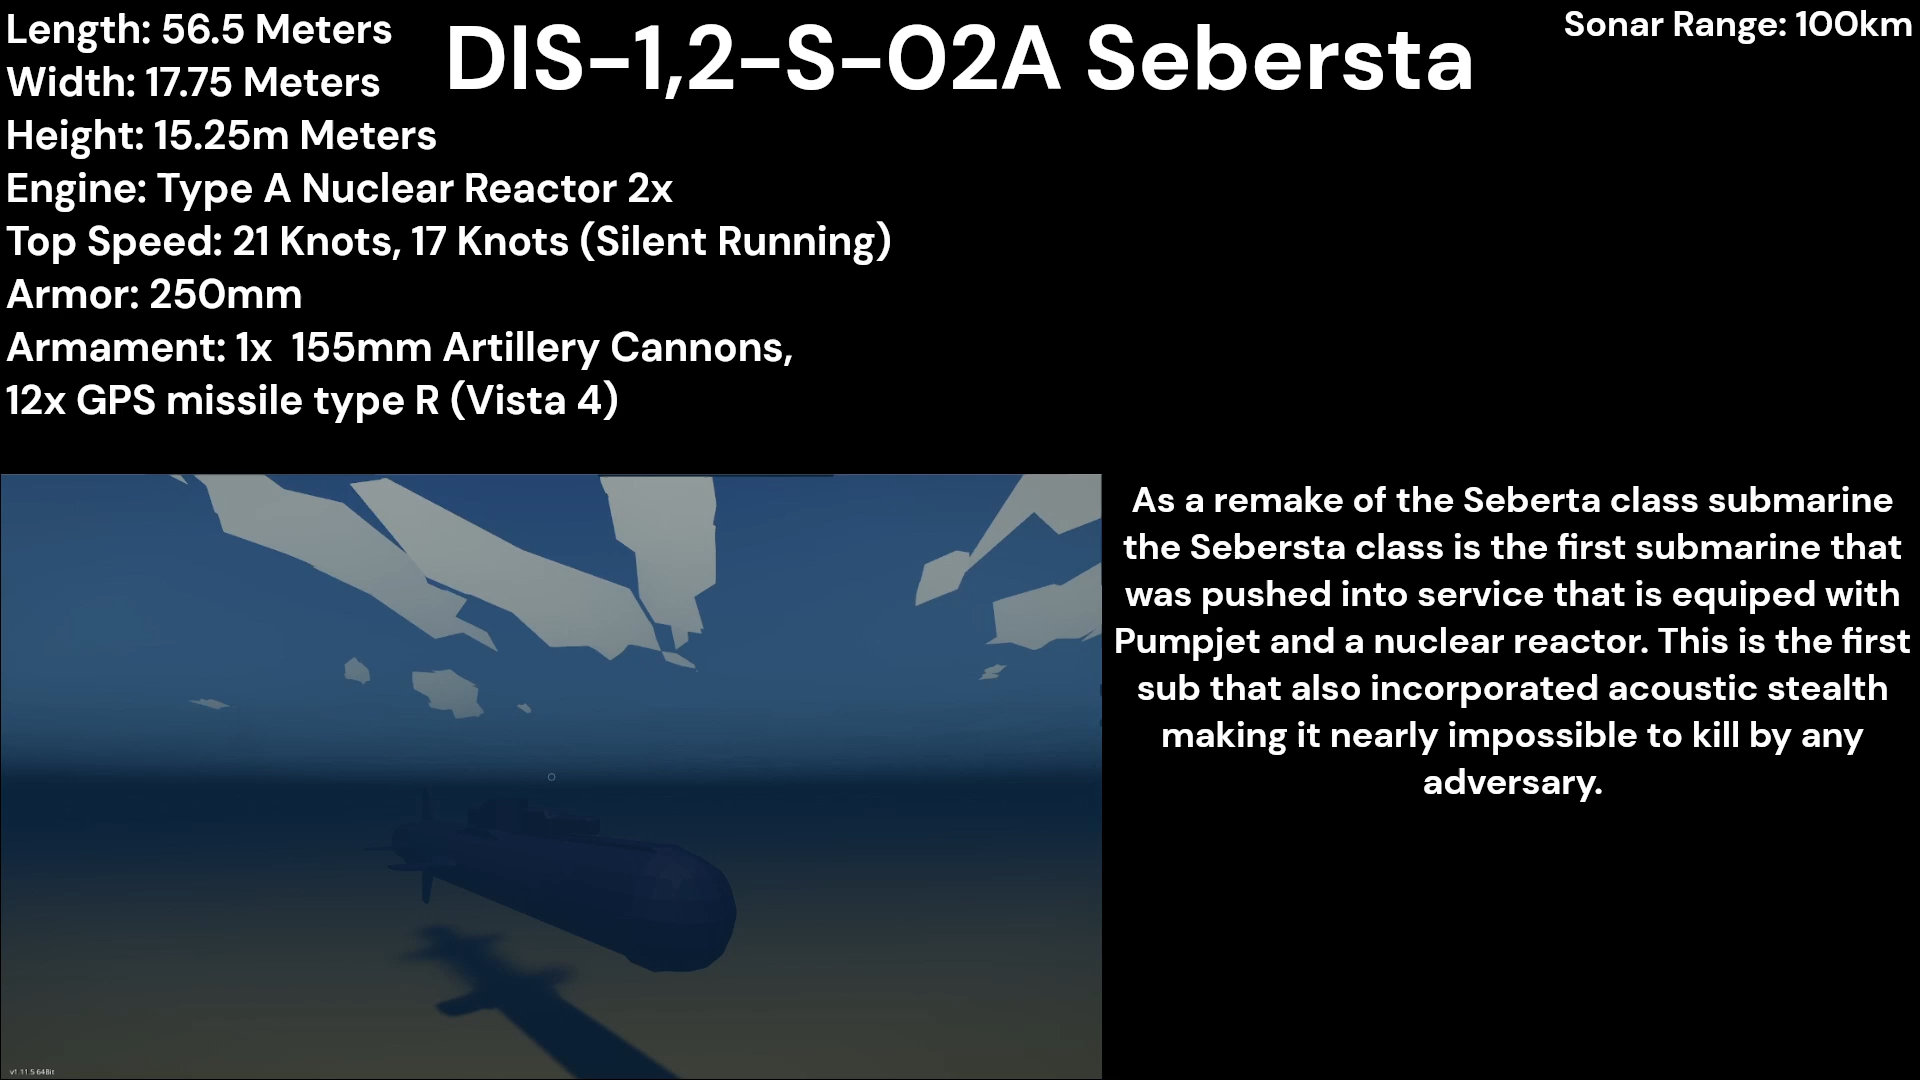 Length: 56.5 Meters
Width: 17.75 Meters
Height: 15.25m Meters
Engine: Type A Nuclear Reactor 2x
Top Speed: 21 Knots, 17 Knots (Silent Running)
Armor: 250mm
Armament: 1x  155mm Artillery Cannons,
12x GPS missile type R (Vista 4)
DIS-1,2-S-02A Sebersta
Sonar Range: 100km
As a remake of the Seberta class submarine
the Sebersta class is the first submarine that
was pushed into service that is equiped with
Pumpjet and a nuclear reactor. This is the first
sub that also incorporated acoustic stealth
making it nearly impossible to kill by any
adversary.
v1.11.5 64Bit